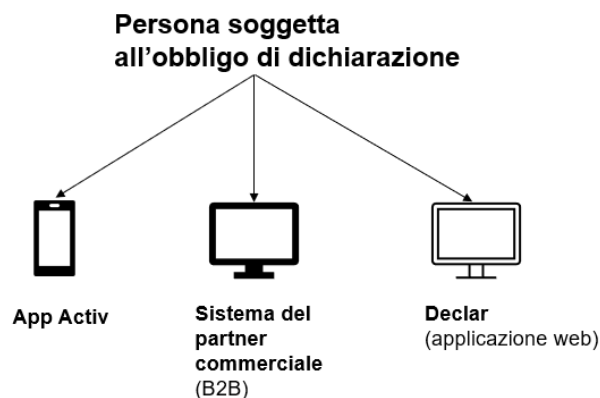 Persona soggetta
all'obbligo di dichiarazione
App Activ
Sistema del
partner
commerciale
(B2B)
Declar
(applicazione web)